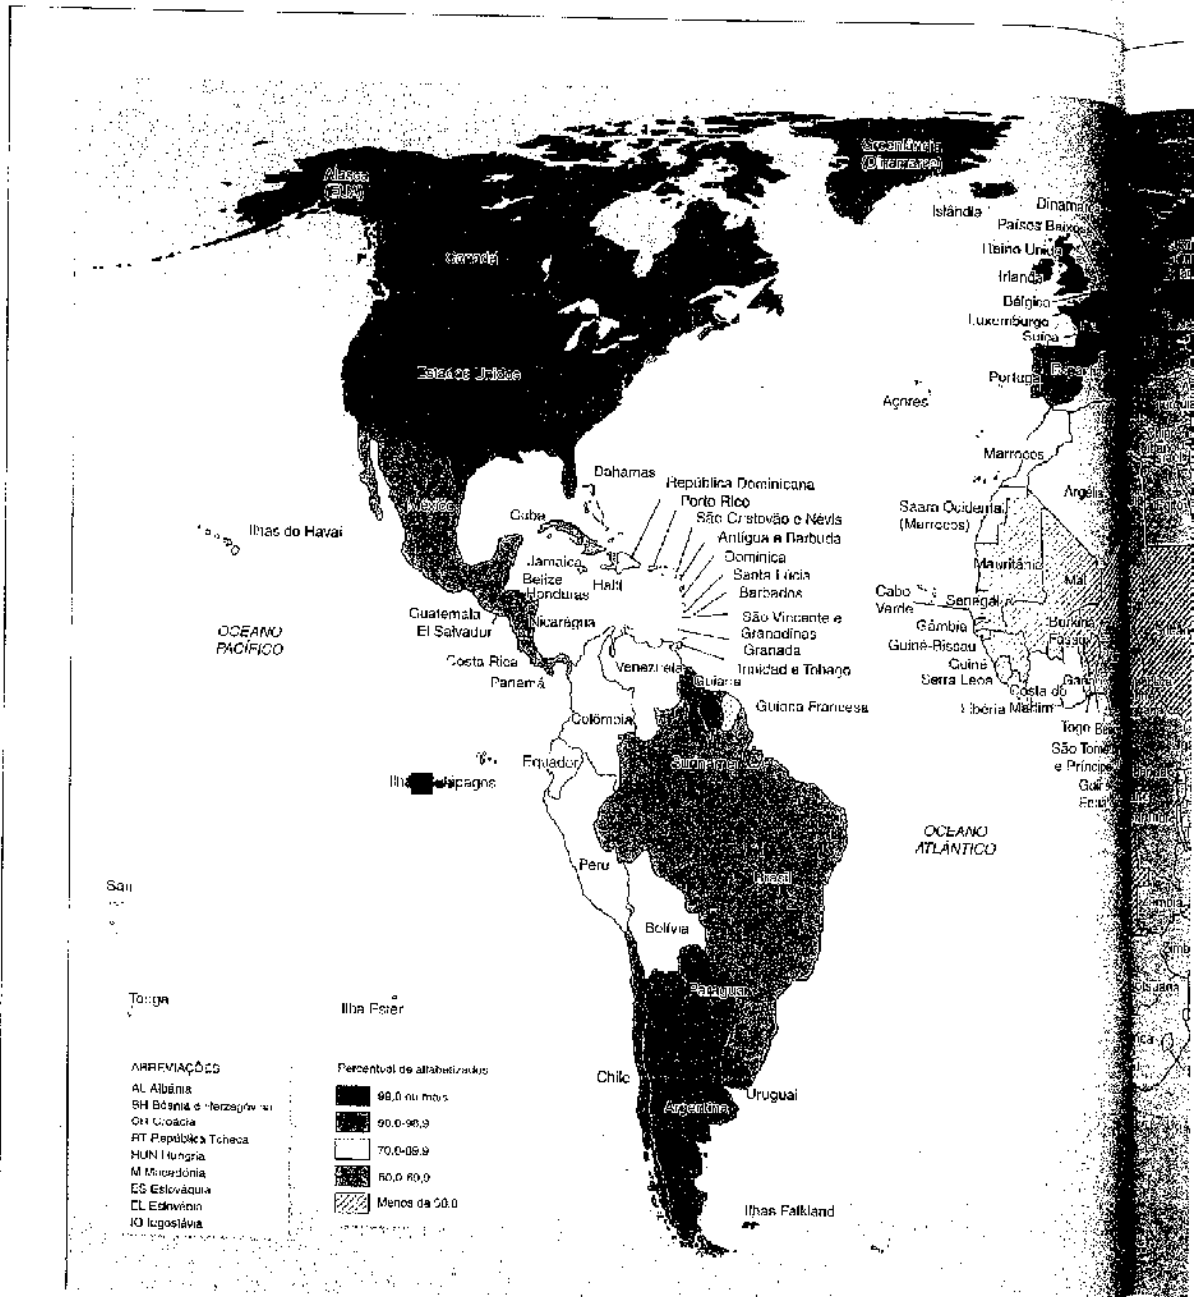 Alasca
(EUA)
Groenlândia
(Dinamarca)
Islândia
Países Baixos
Reino Unido
Irlanda
Bélgica
Luxemburgo
Suíça
Canadá
Estados Unidos
Açores
Marrocos
Bahamas
República Dominicana
Porto Rico
São Cristovão e Névis
Antígua e Barbuda
Dominica
Santa Lúcia
Barbados
São Vincente e
Granadinas
Granada
Trinidad e Tobago
México
Cuba
Jamaica
Belize
Haiti
Honduras
Guatemala
El Salvador
Nicarágua
Costa Rica
Panamá
Ilhas do Havaí
OCEANO
PACÍFICO
Saara Ocidental
(Marrocos)
Mauritânia
Mali
Cabo
Verde
Senegal
Gâmbia
Guiné-Bissau
Guiné
Serra Leoa
Burkina
Costa do
Libéria Marfim
Togo
São Tomé
e Príncipe
Venezuela
Guiana
Guiana Francesa
Suriname
Colômbia
Equador
Peru
Brasil
Bolívia
Paraguai
Chile
Argentina
Uruguai
Ilhas Falkland
OCEANO
ATLÂNTICO
Tonga
ABREVIAÇÕES
AL Albânia
BH Bósnia e Herzegóvina
CR Croácia
RT República Tcheca
HUN Hungria
M Macedônia
ES Eslováquia
EL Eslovênia
IO Iugoslávia
Percentual de alfabetizados
99,0 ou mais
90,0-98,9
70,0-89,9
50,0-69,9
Menos de 50,0